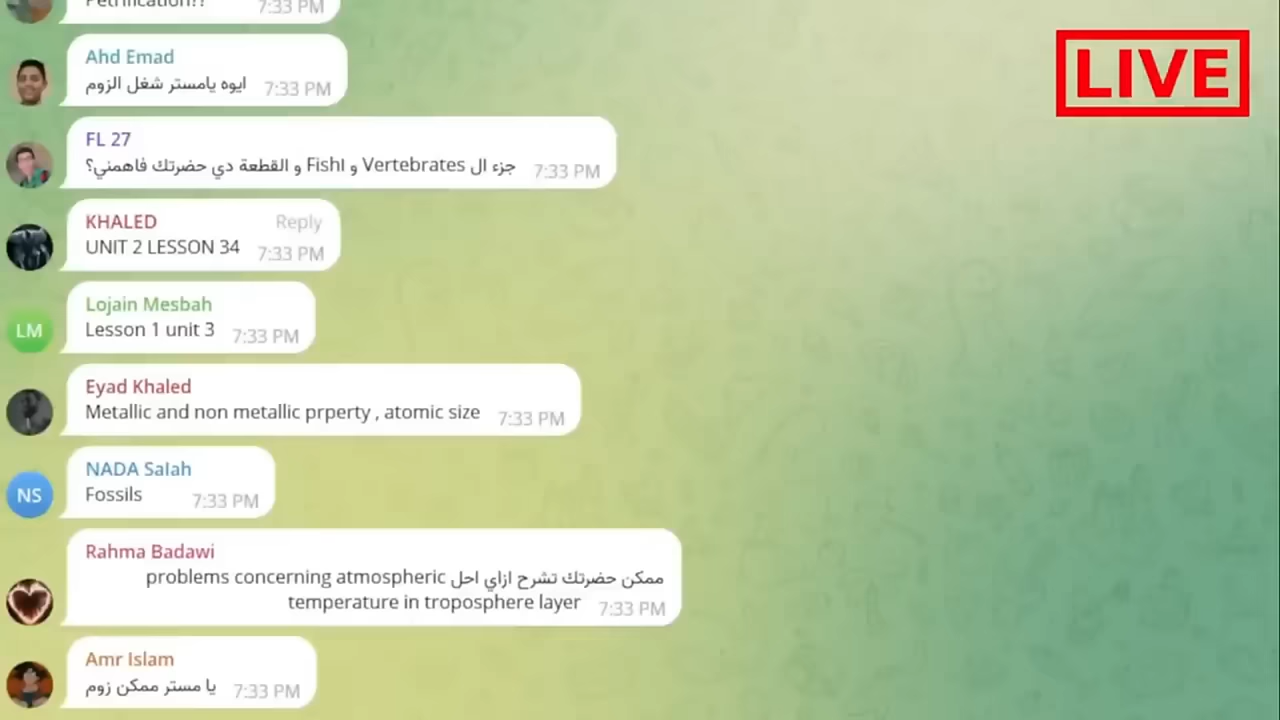 Petrification??
7:33 PM
LIVE
Ahd Emad
ايوه يامستر شغل الزوم
7:33 PM
FL 27
جزء ال Vertebrates و Fishا و القطعة دي حضرتك فاهمني؟
7:33 PM
KHALED Reply
UNIT 2 LESSON 34
7:33 PM
LM
Lojain Mesbah
Lesson 1 unit 3
7:33 PM
Eyad Khaled
Metallic and non metallic prperty , atomic size
7:33 PM
NS
NADA Salah
Fossils
7:33 PM
Rahma Badawi
ممكن حضرتك تشرح ازاي احل problems concerning atmospheric
temperature in troposphere layer
7:33 PM
Amr Islam
يا مستر ممكن زوم
7:33 PM